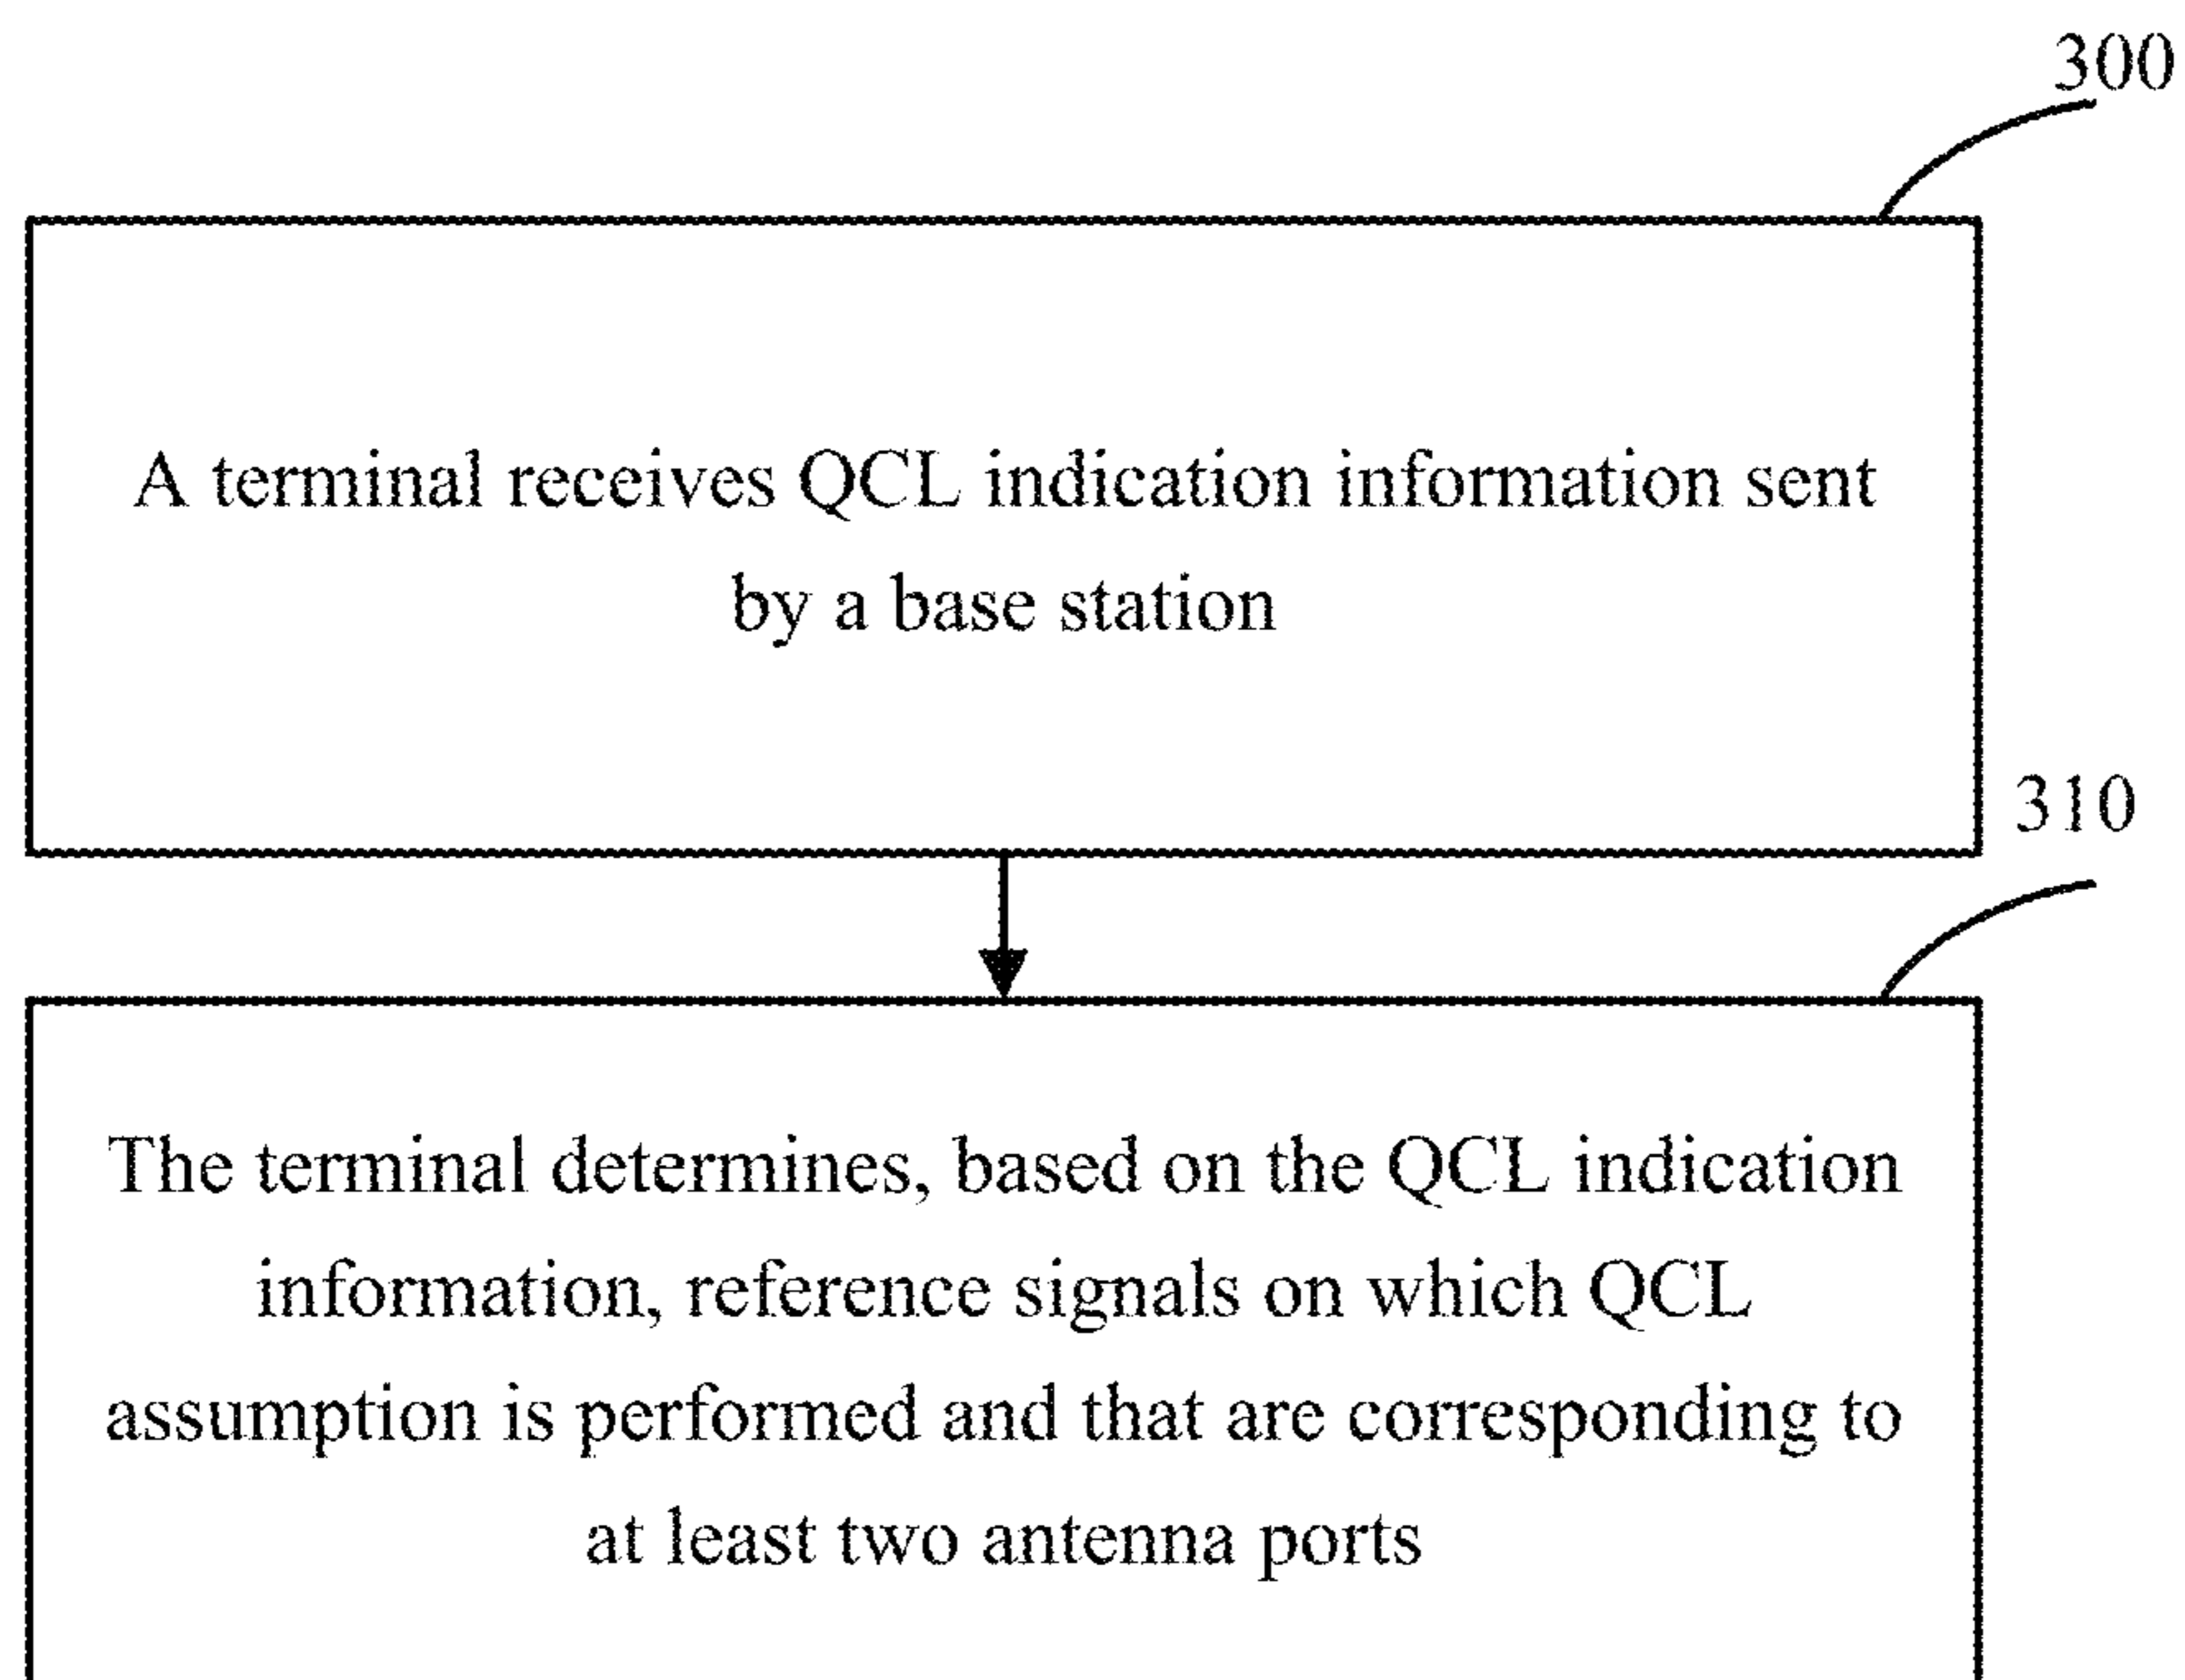 300
A terminal receives QCL indication information sent
by a base station
310
The terminal determines, based on the QCL indication
information, reference signals on which QCL
assumption is performed and that are corresponding to
at least two antenna ports